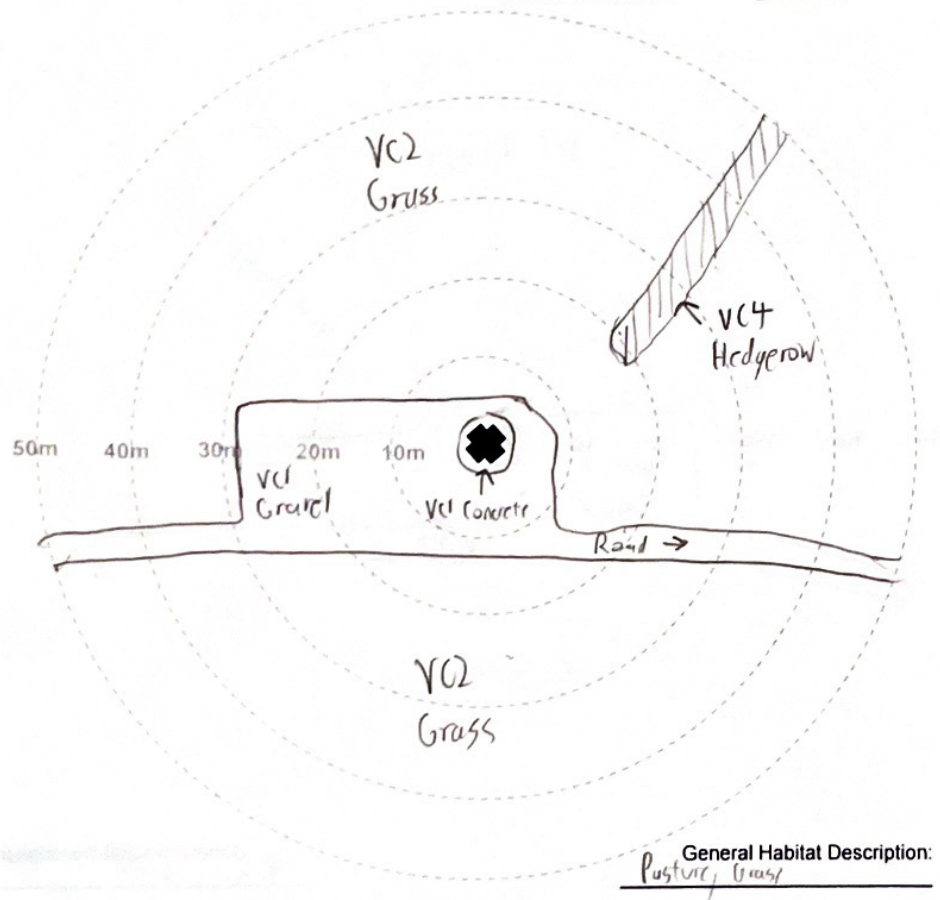 VC2
Grass
VC4
Hedgerow
50m 40m 30m 20m 10m
VC1
Gravel
VC1 Concrete
Road →
VC2
Grass
General Habitat Description:
Pasture, Grass